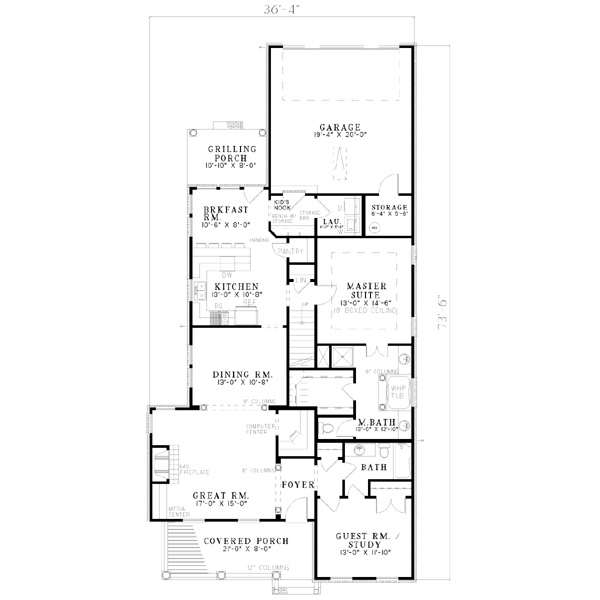 36'-4"
GARAGE
19'-4" X 20'-0"
GRILLING
PORCH
10'-10" X 8'-0"
KID'S
NOOK
BENCH W/
STORAGE
STORAGE
LAU.
D
W
STORAGE
6'-4" X 5'-6"
BRKFAST
RM.
10'-6" X 8'-0"
PANTRY
DW
KITCHEN
13'-0" X 10'-8"
REF
LIN
UP
MASTER
SUITE
13'-0" X 14'-6"
10' BOXED CEILING
73'-6"
DINING RM.
13'-0" X 10'-8"
8" COLUMNS
WHP
TUB
9" COLUMNS
M.BATH
13'-0" X 12'-10"
COMPUTER
CENTER
GAS
FIREPLACE
8" COLUMNS
BATH
FOYER
GREAT RM.
17'-0" X 15'-0"
MEDIA
CENTER
COVERED PORCH
21'-0" X 8'-0"
GUEST RM. /
STUDY
13'-0" X 11'-10"
12" COLUMNS